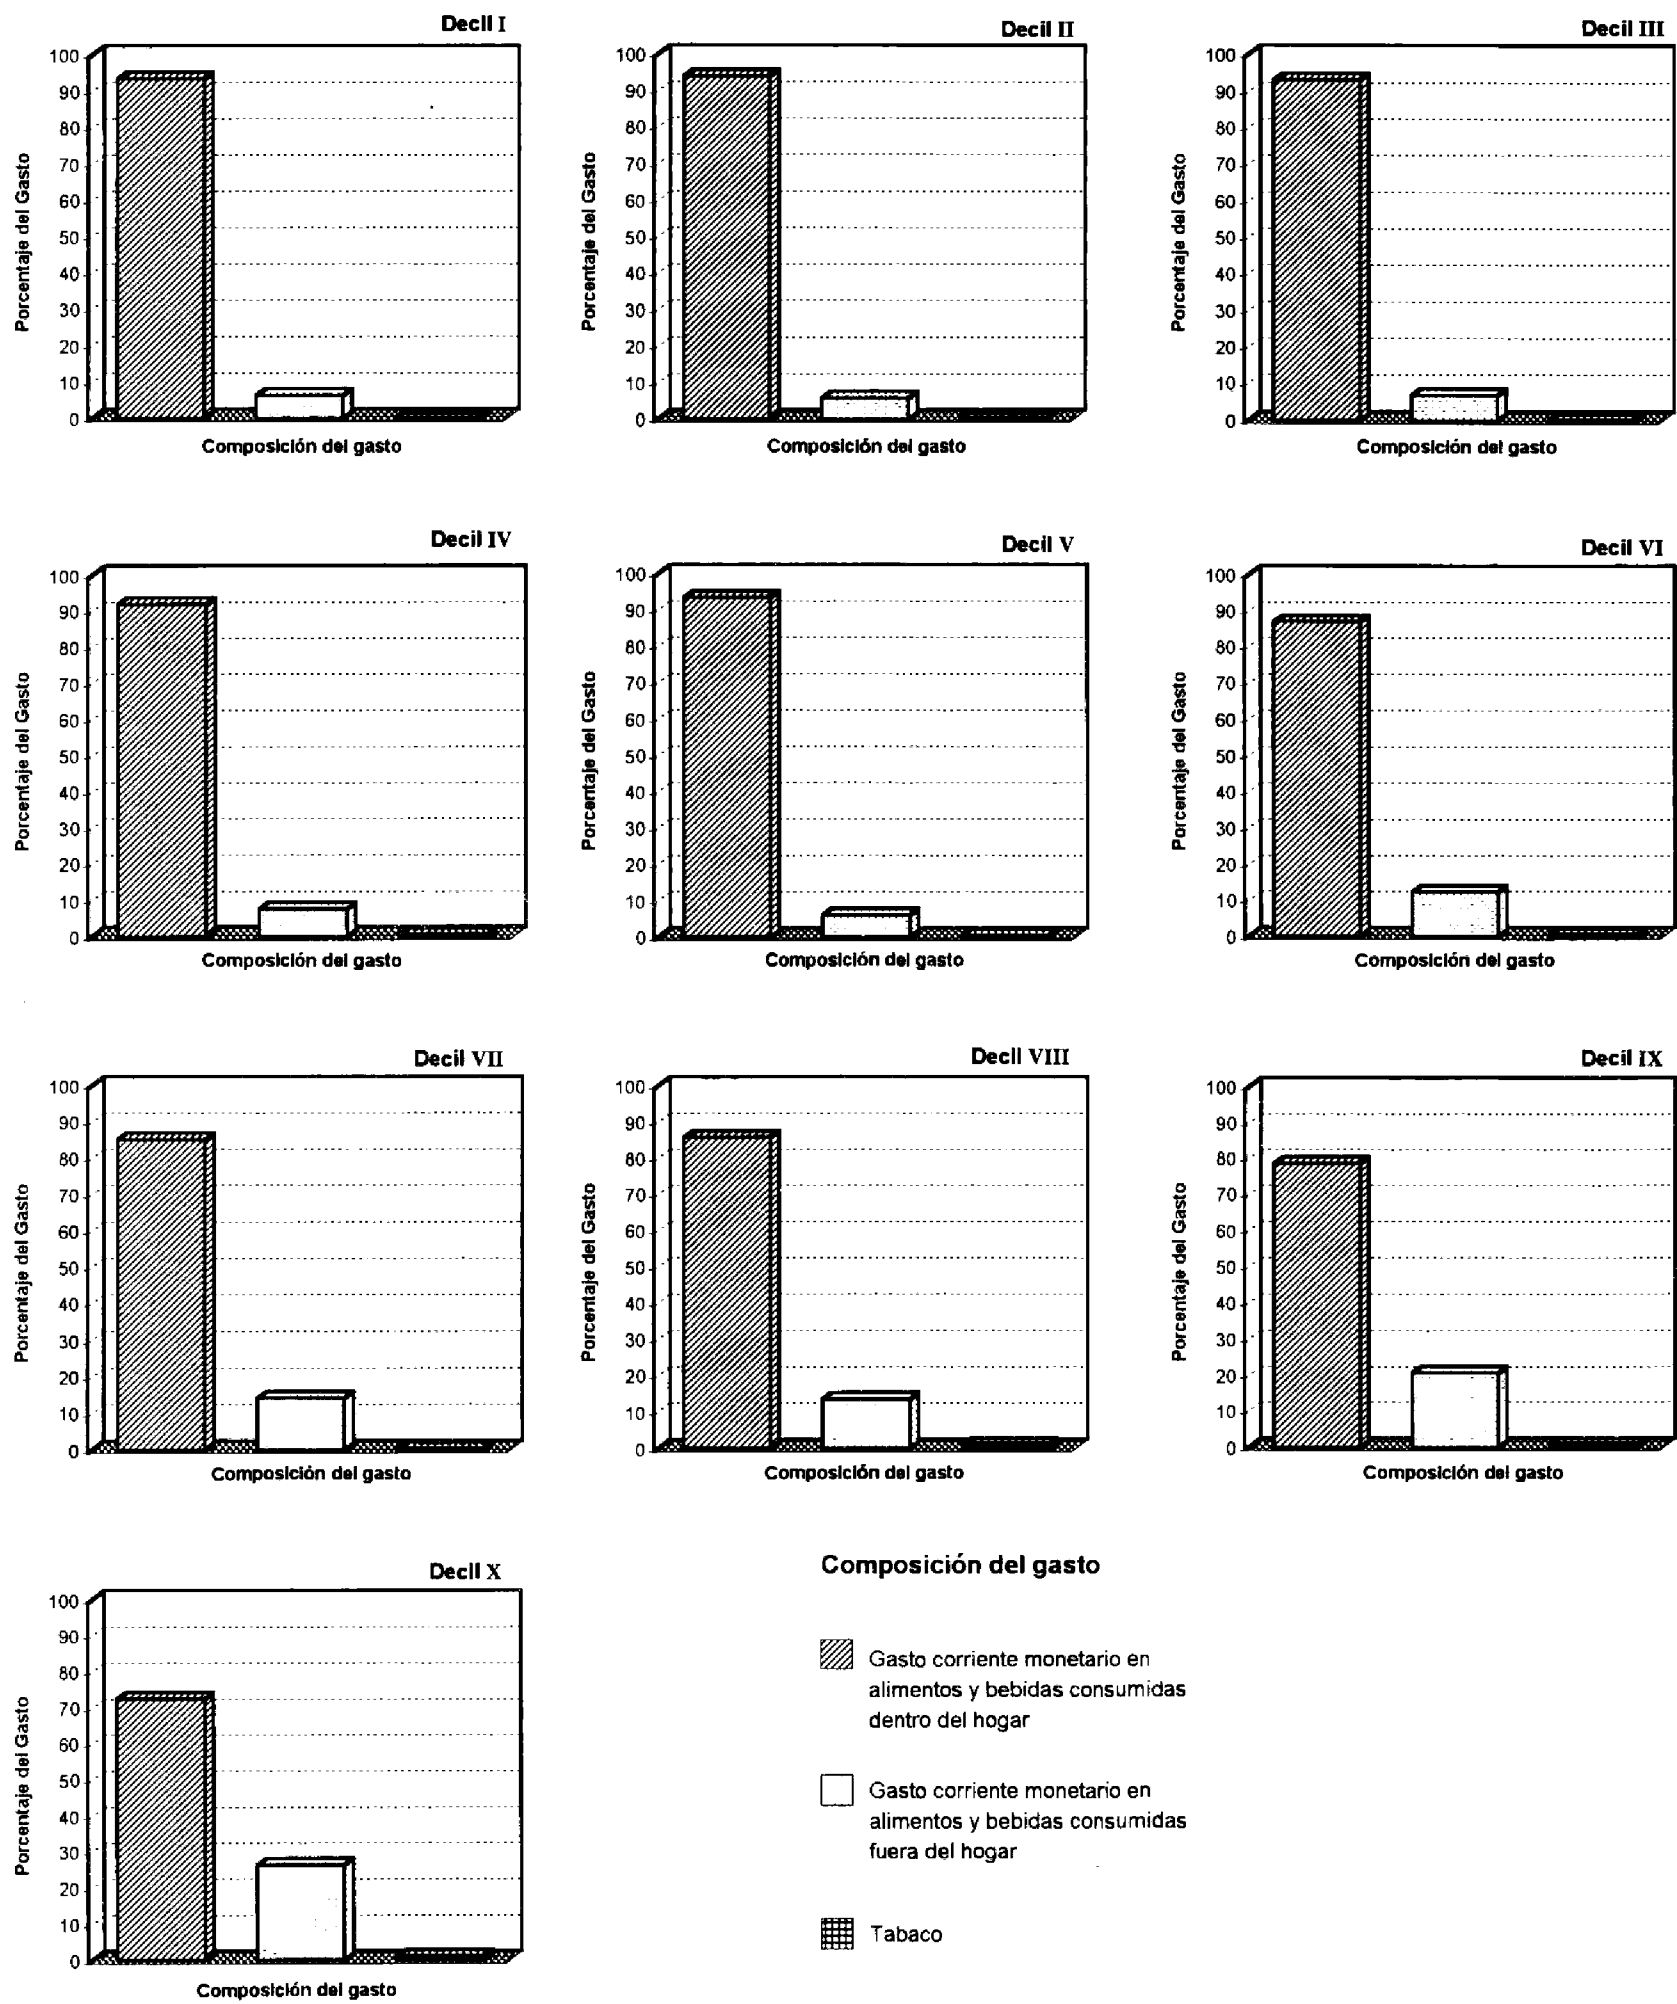 Decil I
100
90
80
70
60
50
40
30
20
10
0
Porcentaje del Gasto
Composición del gasto
Decil II
100
90
80
70
60
50
40
30
20
10
0
Porcentaje del Gasto
Composición del gasto
Decil III
100
90
80
70
60
50
40
30
20
10
0
Porcentaje del Gasto
Composición del gasto
Decil IV
100
90
80
70
60
50
40
30
20
10
0
Porcentaje del Gasto
Composición del gasto
Decil V
100
90
80
70
60
50
40
30
20
10
0
Porcentaje del Gasto
Composición del gasto
Decil VI
100
90
80
70
60
50
40
30
20
10
0
Porcentaje del Gasto
Composición del gasto
Decil VII
100
90
80
70
60
50
40
30
20
10
0
Porcentaje del Gasto
Composición del gasto
Decil VIII
100
90
80
70
60
50
40
30
20
10
0
Porcentaje del Gasto
Composición del gasto
Decil IX
100
90
80
70
60
50
40
30
20
10
0
Porcentaje del Gasto
Composición del gasto
Decil X
100
90
80
70
60
50
40
30
20
10
0
Porcentaje del Gasto
Composición del gasto
Composición del gasto
Gasto corriente monetario en
alimentos y bebidas consumidas
dentro del hogar
Gasto corriente monetario en
alimentos y bebidas consumidas
fuera del hogar
Tabaco